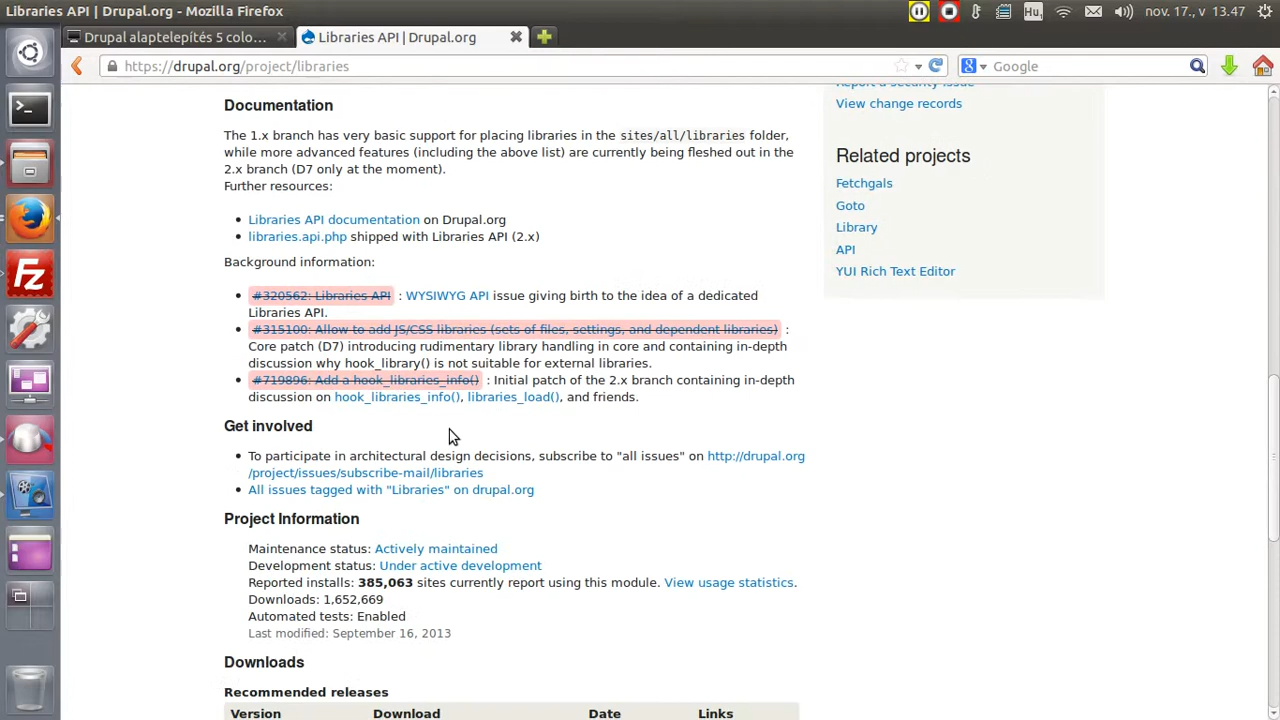 Libraries API | Drupal.org - Mozilla Firefox
Hu
nov. 17., v 13.47
Drupal alaptelepítés 5 colo...
Libraries API | Drupal.org
https://drupal.org/project/libraries
Google
Documentation
The 1.x branch has very basic support for placing libraries in the sites/all/libraries folder,
while more advanced features (including the above list) are currently being fleshed out in the
2.x branch (D7 only at the moment).
Further resources:
Libraries API documentation on Drupal.org
libraries.api.php shipped with Libraries API (2.x)
Background information:
#320562: Libraries API : WYSIWYG API issue giving birth to the idea of a dedicated
Libraries API.
#315100: Allow to add JS/CSS libraries (sets of files, settings, and dependent libraries) :
Core patch (D7) introducing rudimentary library handling in core and containing in-depth
discussion why hook_library() is not suitable for external libraries.
#719896: Add a hook_libraries_info() : Initial patch of the 2.x branch containing in-depth
discussion on hook_libraries_info(), libraries_load(), and friends.
Get involved
To participate in architectural design decisions, subscribe to "all issues" on http://drupal.org
/project/issues/subscribe-mail/libraries
All issues tagged with "Libraries" on drupal.org
Project Information
Maintenance status: Actively maintained
Development status: Under active development
Reported installs: 385,063 sites currently report using this module. View usage statistics.
Downloads: 1,652,669
Automated tests: Enabled
Last modified: September 16, 2013
Downloads
Recommended releases
Version Download Date Links
Report a security issue
View change records
Related projects
Fetchgals
Goto
Library
API
YUI Rich Text Editor